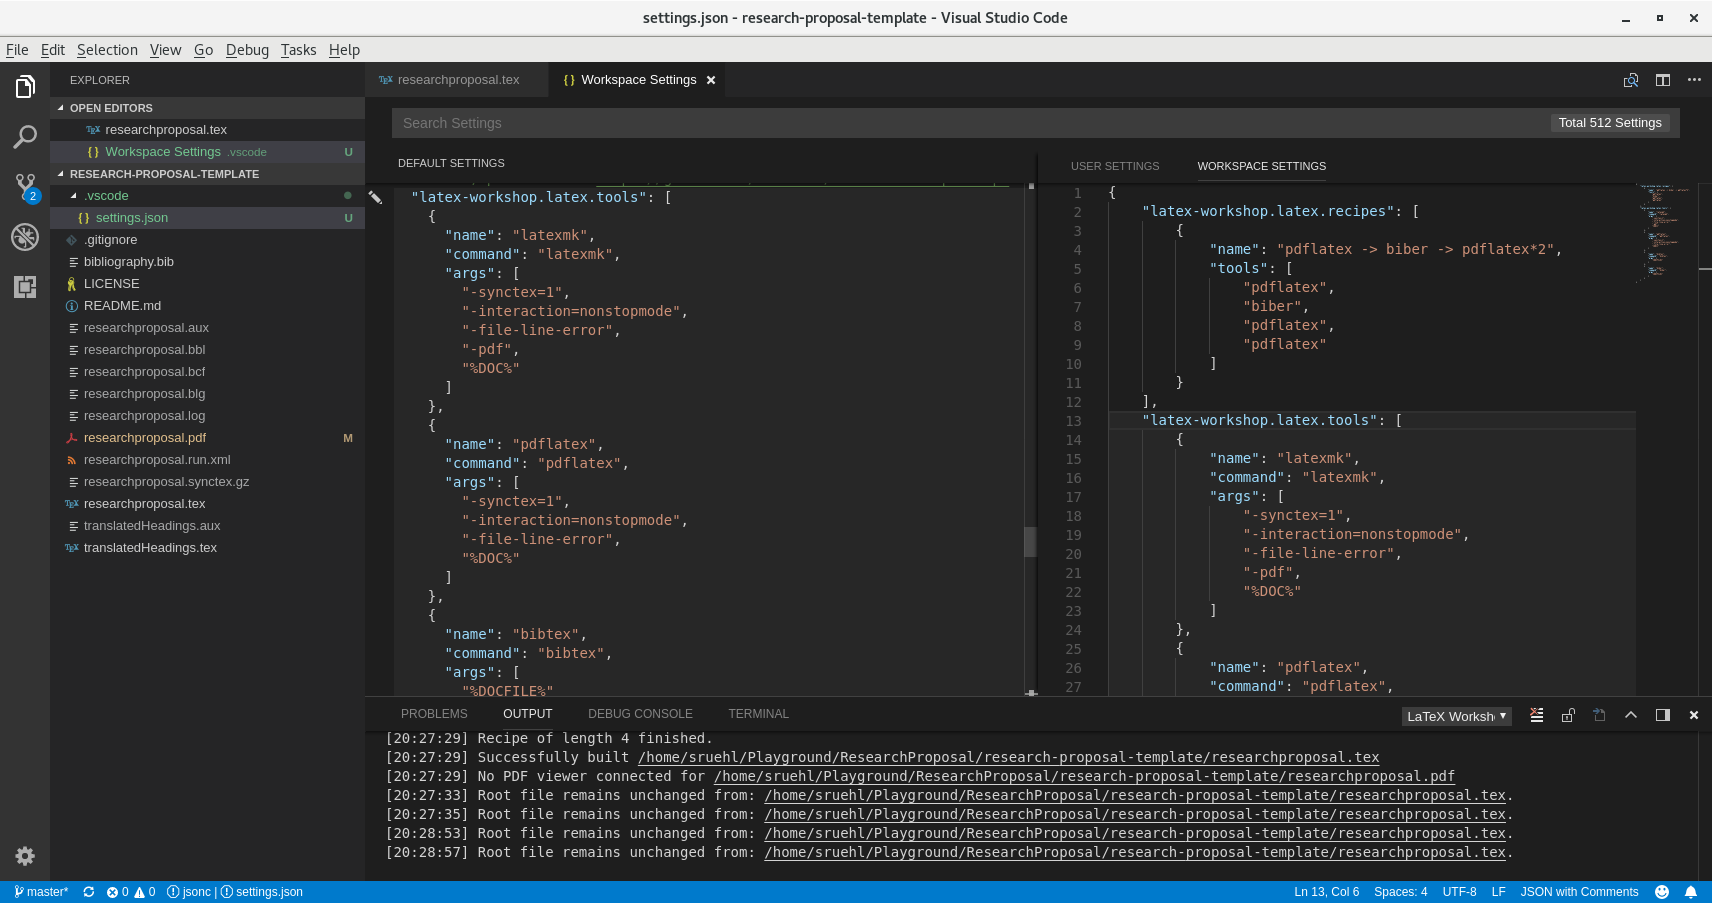 settings.json - research-proposal-template - Visual Studio Code
File Edit Selection View Go Debug Tasks Help
EXPLORER
OPEN EDITORS
researchproposal.tex
Workspace Settings .vscode U
RESEARCH-PROPOSAL-TEMPLATE
.vscode
settings.json U
.gitignore
bibliography.bib
LICENSE
README.md
researchproposal.aux
researchproposal.bbl
researchproposal.bcf
researchproposal.blg
researchproposal.log
researchproposal.pdf M
researchproposal.run.xml
researchproposal.synctex.gz
researchproposal.tex
translatedHeadings.aux
translatedHeadings.tex
2
researchproposal.tex
{ } Workspace Settings
Search Settings
Total 512 Settings
DEFAULT SETTINGS
"latex-workshop.latex.tools": [
{
"name": "latexmk",
"command": "latexmk",
"args": [
"-synctex=1",
"-interaction=nonstopmode",
"-file-line-error",
"-pdf",
"%DOC%"
]
},
{
"name": "pdflatex",
"command": "pdflatex",
"args": [
"-synctex=1",
"-interaction=nonstopmode",
"-file-line-error",
"%DOC%"
]
},
{
"name": "bibtex",
"command": "bibtex",
"args": [
"%DOCFILE%"
USER SETTINGS WORKSPACE SETTINGS
1 {
2 "latex-workshop.latex.recipes": [
3 {
4 "name": "pdflatex -> biber -> pdflatex*2",
5 "tools": [
6 "pdflatex",
7 "biber",
8 "pdflatex",
9 "pdflatex"
10 ]
11 }
12 ],
13 "latex-workshop.latex.tools": [
14 {
15 "name": "latexmk",
16 "command": "latexmk",
17 "args": [
18 "-synctex=1",
19 "-interaction=nonstopmode",
20 "-file-line-error",
21 "-pdf",
22 "%DOC%"
23 ]
24 },
25 {
26 "name": "pdflatex",
27 "command": "pdflatex",
PROBLEMS OUTPUT DEBUG CONSOLE TERMINAL
LaTeX Worksh
[20:27:29] Recipe of length 4 finished.
[20:27:29] Successfully built /home/sruehl/Playground/ResearchProposal/research-proposal-template/researchproposal.tex
[20:27:29] No PDF viewer connected for /home/sruehl/Playground/ResearchProposal/research-proposal-template/researchproposal.pdf
[20:27:33] Root file remains unchanged from: /home/sruehl/Playground/ResearchProposal/research-proposal-template/researchproposal.tex.
[20:27:35] Root file remains unchanged from: /home/sruehl/Playground/ResearchProposal/research-proposal-template/researchproposal.tex.
[20:28:53] Root file remains unchanged from: /home/sruehl/Playground/ResearchProposal/research-proposal-template/researchproposal.tex.
[20:28:57] Root file remains unchanged from: /home/sruehl/Playground/ResearchProposal/research-proposal-template/researchproposal.tex.
master* 0 0 jsonc | settings.json Ln 13, Col 6 Spaces: 4 UTF-8 LF JSON with Comments